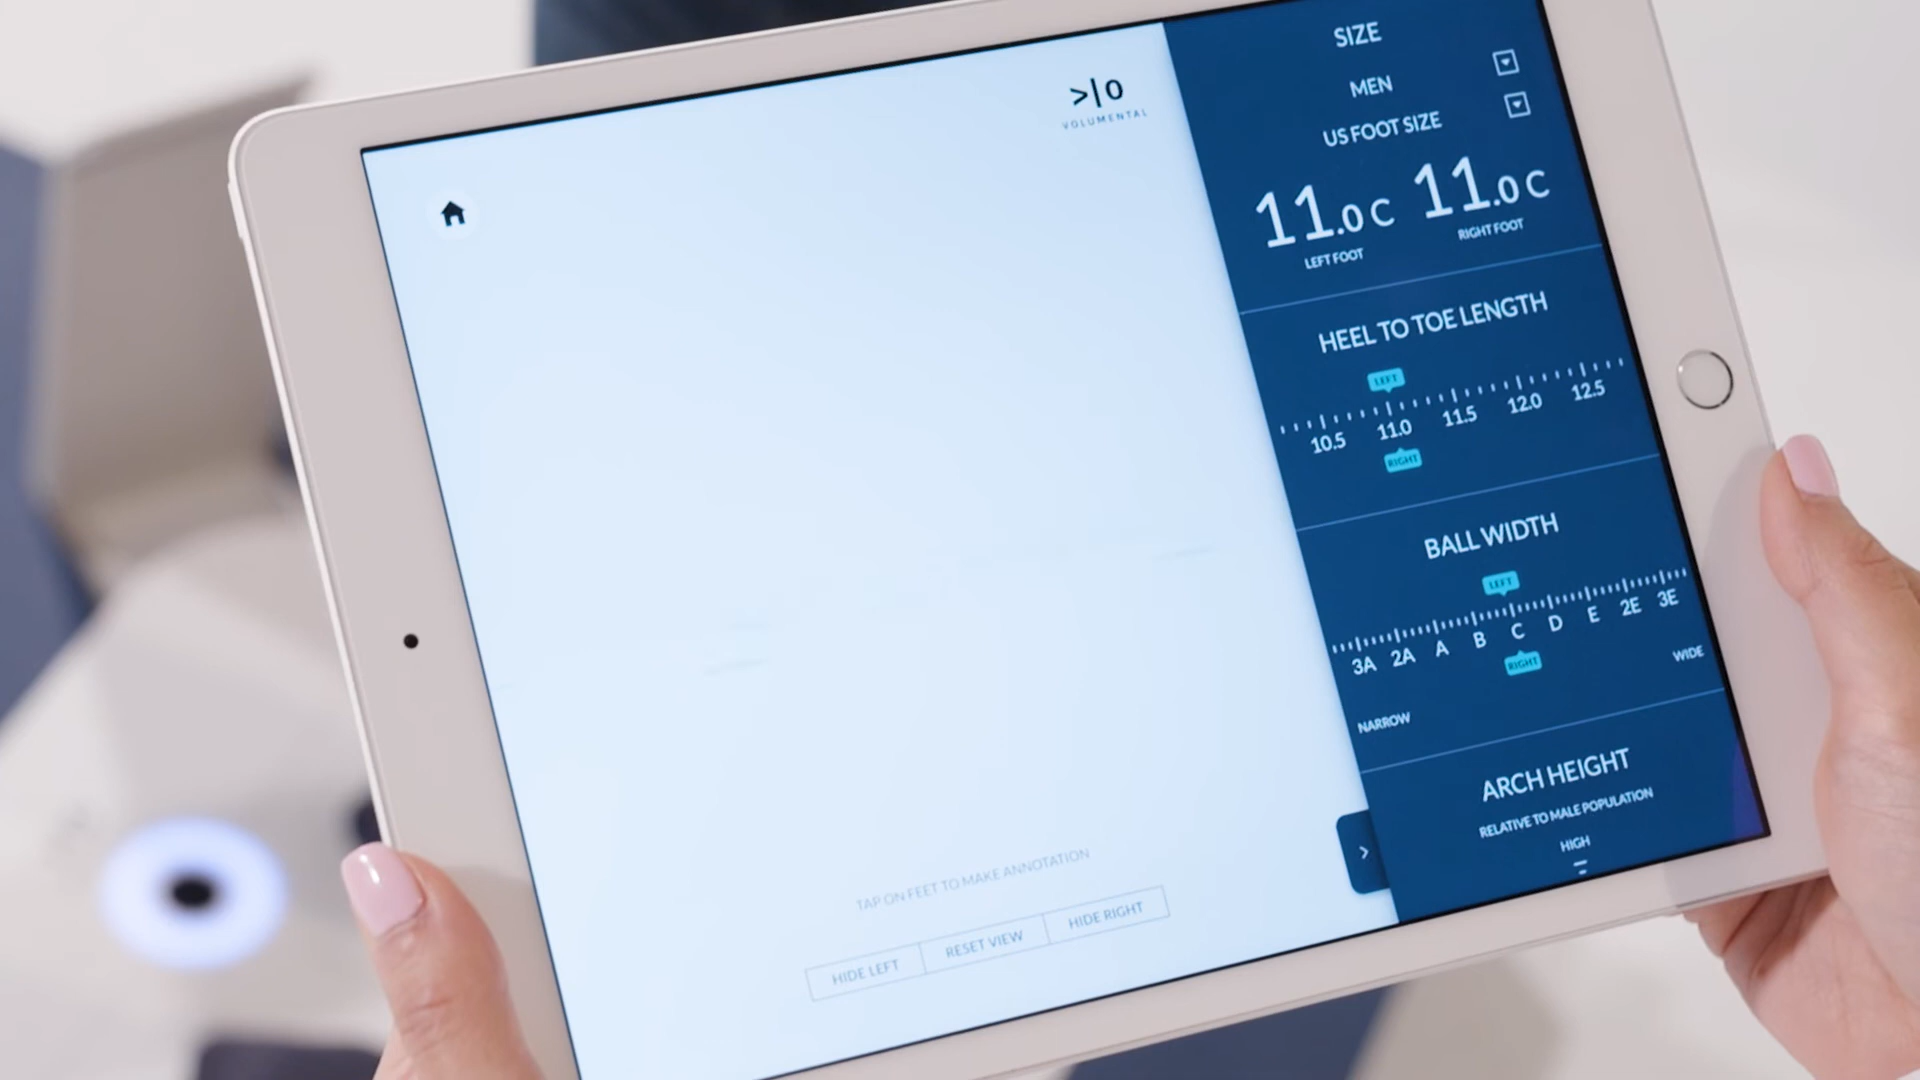 >|0
VOLUMENTAL
TAP ON FEET TO MAKE ANNOTATION
HIDE LEFT
RESET VIEW
HIDE RIGHT
SIZE
MEN
US FOOT SIZE
11.0 C 11.0 C
LEFT FOOT RIGHT FOOT
HEEL TO TOE LENGTH
LEFT
10.5 11.0 11.5 12.0 12.5
RIGHT
BALL WIDTH
LEFT
3A 2A A B C D E 2E 3E
RIGHT
NARROW WIDE
ARCH HEIGHT
RELATIVE TO MALE POPULATION
HIGH